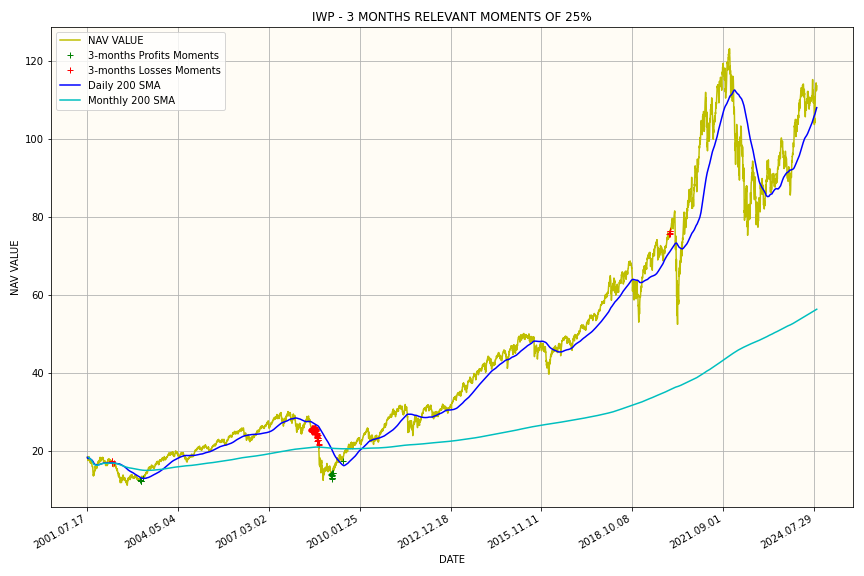 IWP - 3 MONTHS RELEVANT MOMENTS OF 25%
NAV VALUE
3-months Profits Moments
3-months Losses Moments
Daily 200 SMA
Monthly 200 SMA
120
100
80
60
40
20
NAV VALUE
2001.07.17
2004.05.04
2007.03.02
2010.01.25
2012.12.18
2015.11.11
2018.10.08
2021.09.01
2024.07.29
DATE